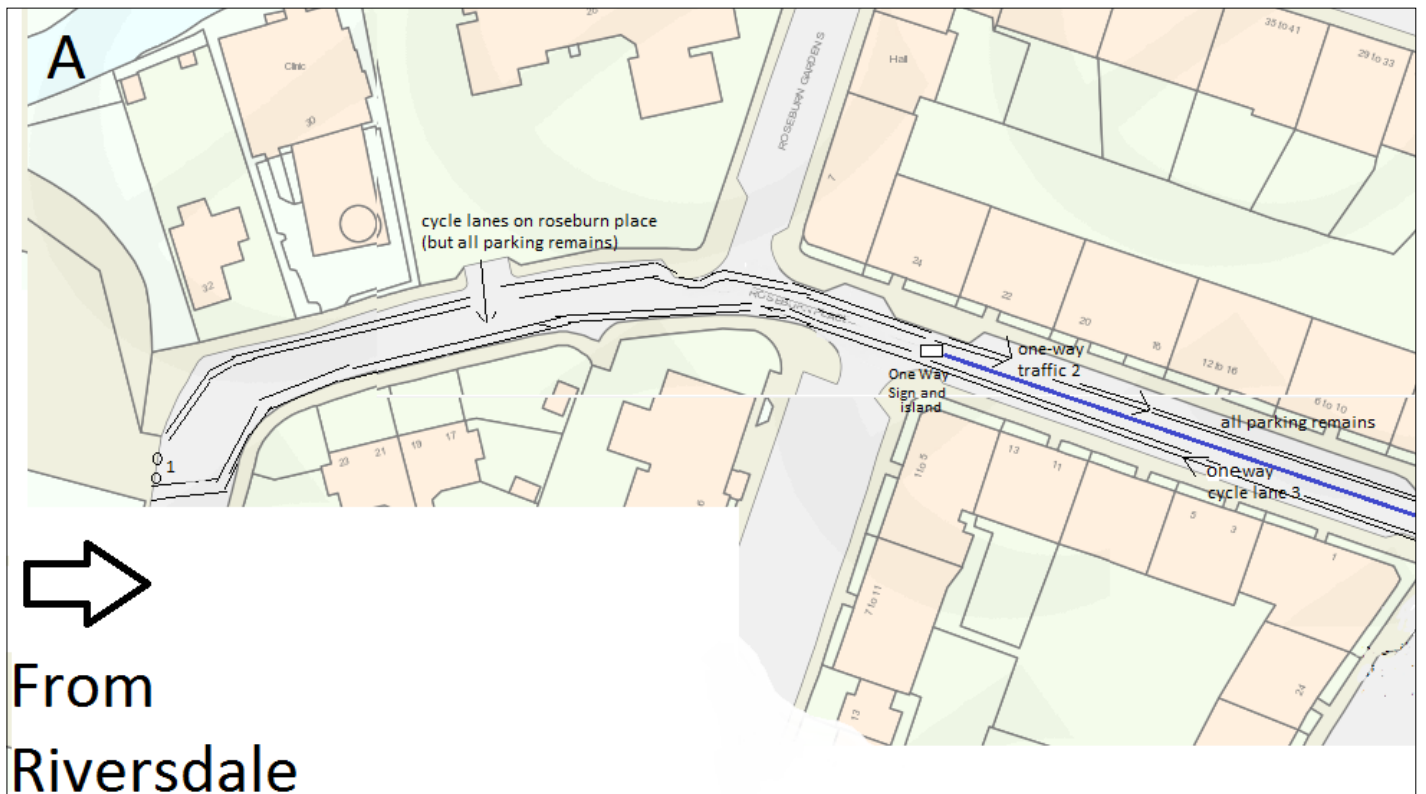 A
20
35 to 41
29 to 33
Clinic
30
ROSEBURN GARDENS
Hall
7
cycle lanes on roseburn place
(but all parking remains)
32
24
22
20
16
12 to 16
6 to 10
one-way
traffic 2
One Way
Sign and
island
all parking remains
one-way
cycle lane 3
1
23
21
19
17
6
1 to 5
13
11
5
3
1
7 to 11
13
24
From
Riversdale